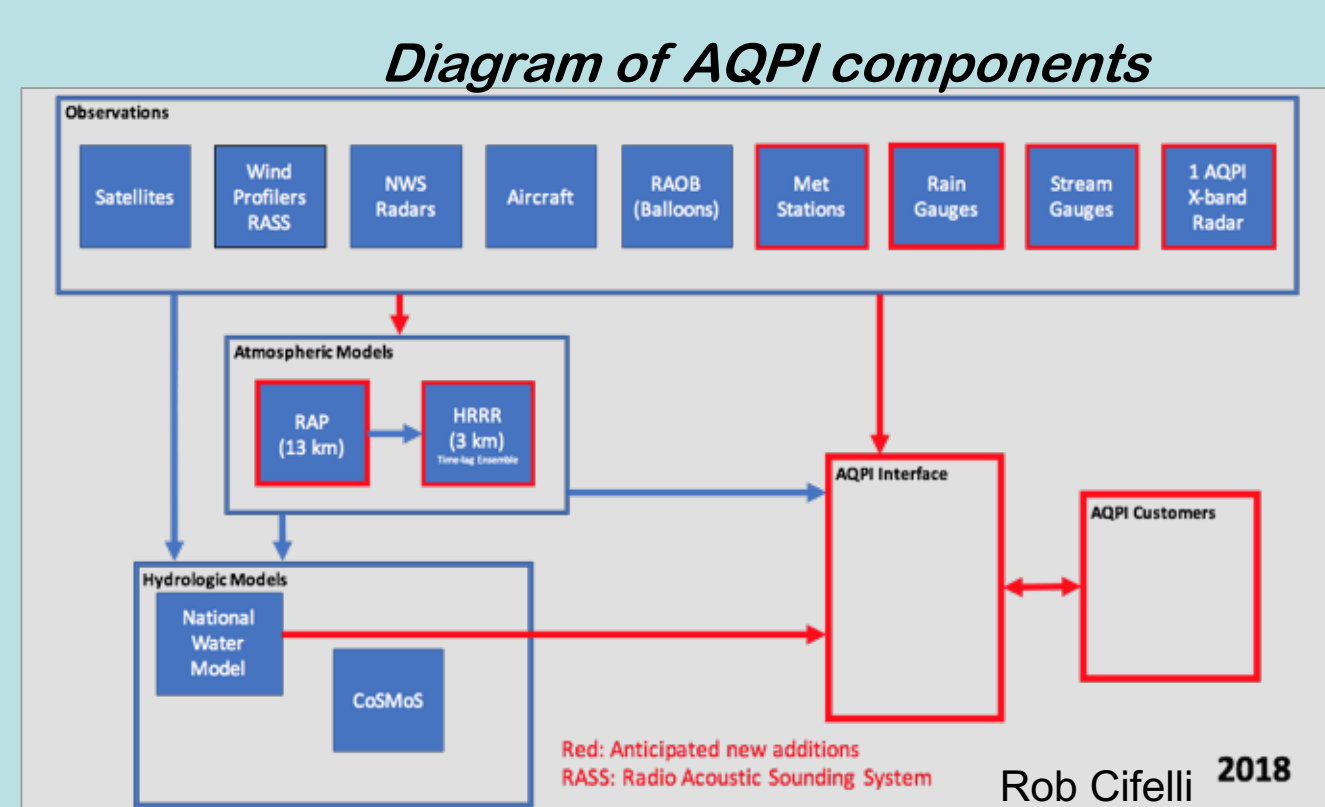 Diagram of AQPI components
Observations
Satellites
Wind
Profilers
RASS
NWS
Radars
Aircraft
RAOB
(Balloons)
Met
Stations
Rain
Gauges
Stream
Gauges
1 AQPI
X-band
Radar
Atmospheric Models
RAP
(13 km)
HRRR
(3 km)
Time-lag Ensemble
AQPI Interface
AQPI Customers
Hydrologic Models
National
Water
Model
CoSMoS
Red: Anticipated new additions
RASS: Radio Acoustic Sounding System
Rob Cifelli
2018